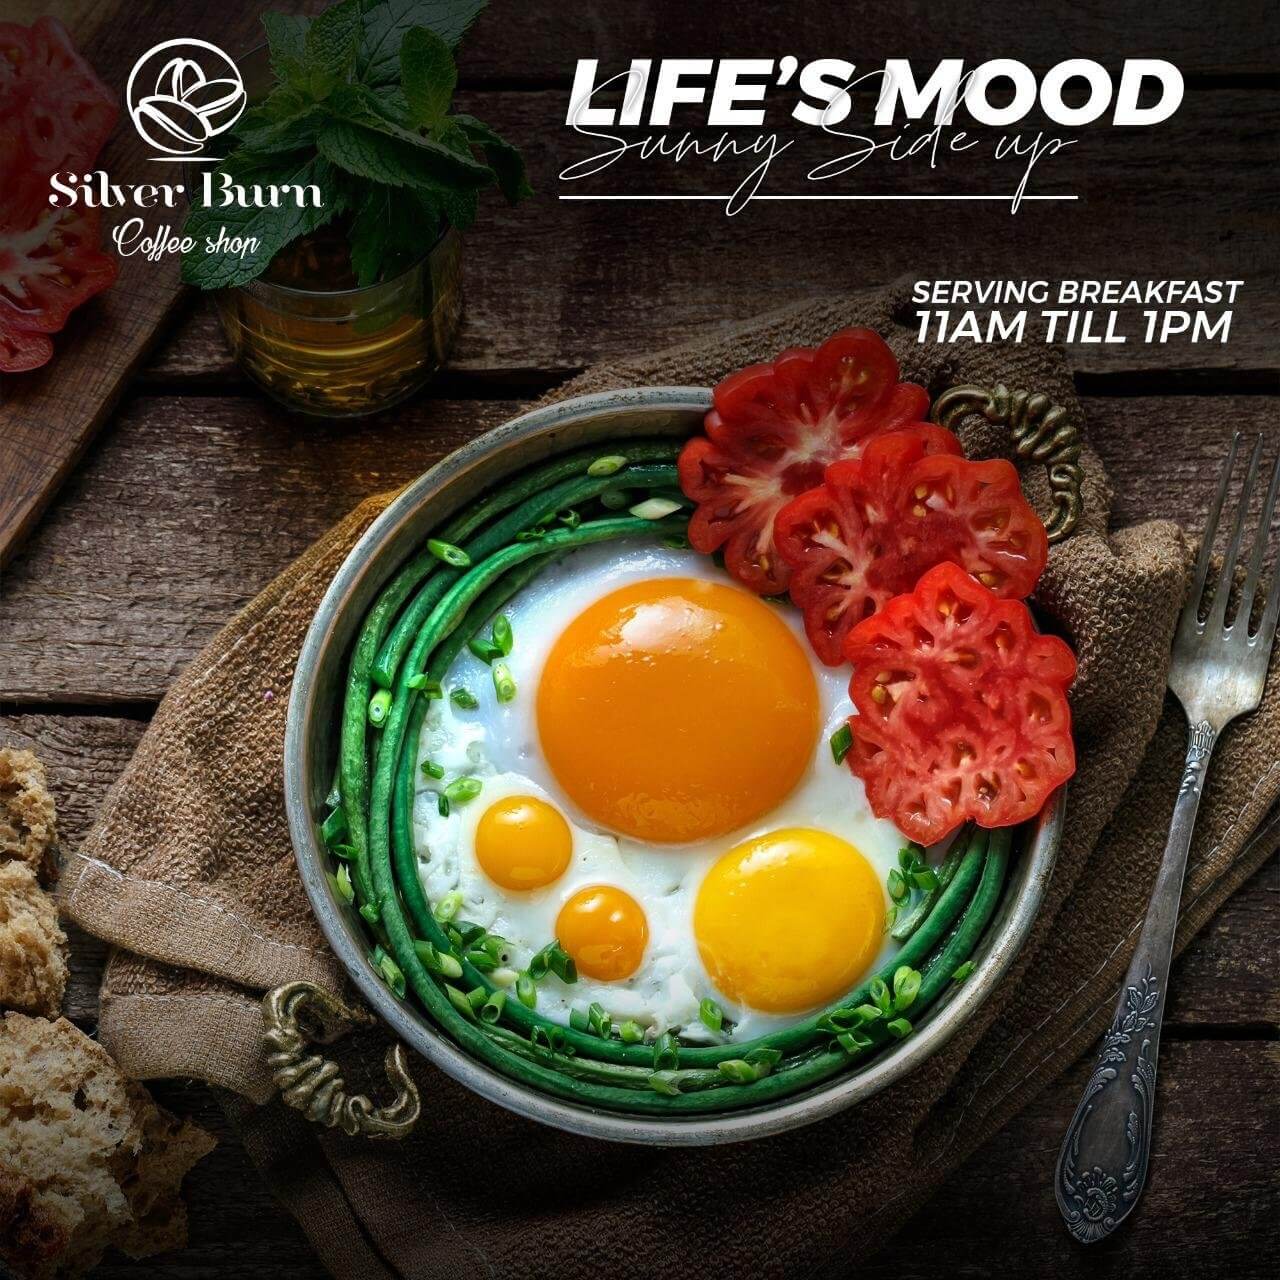 Silver Burn
Coffee shop
LIFE'S MOOD
Sunny Side up
SERVING BREAKFAST
11AM TILL 1PM